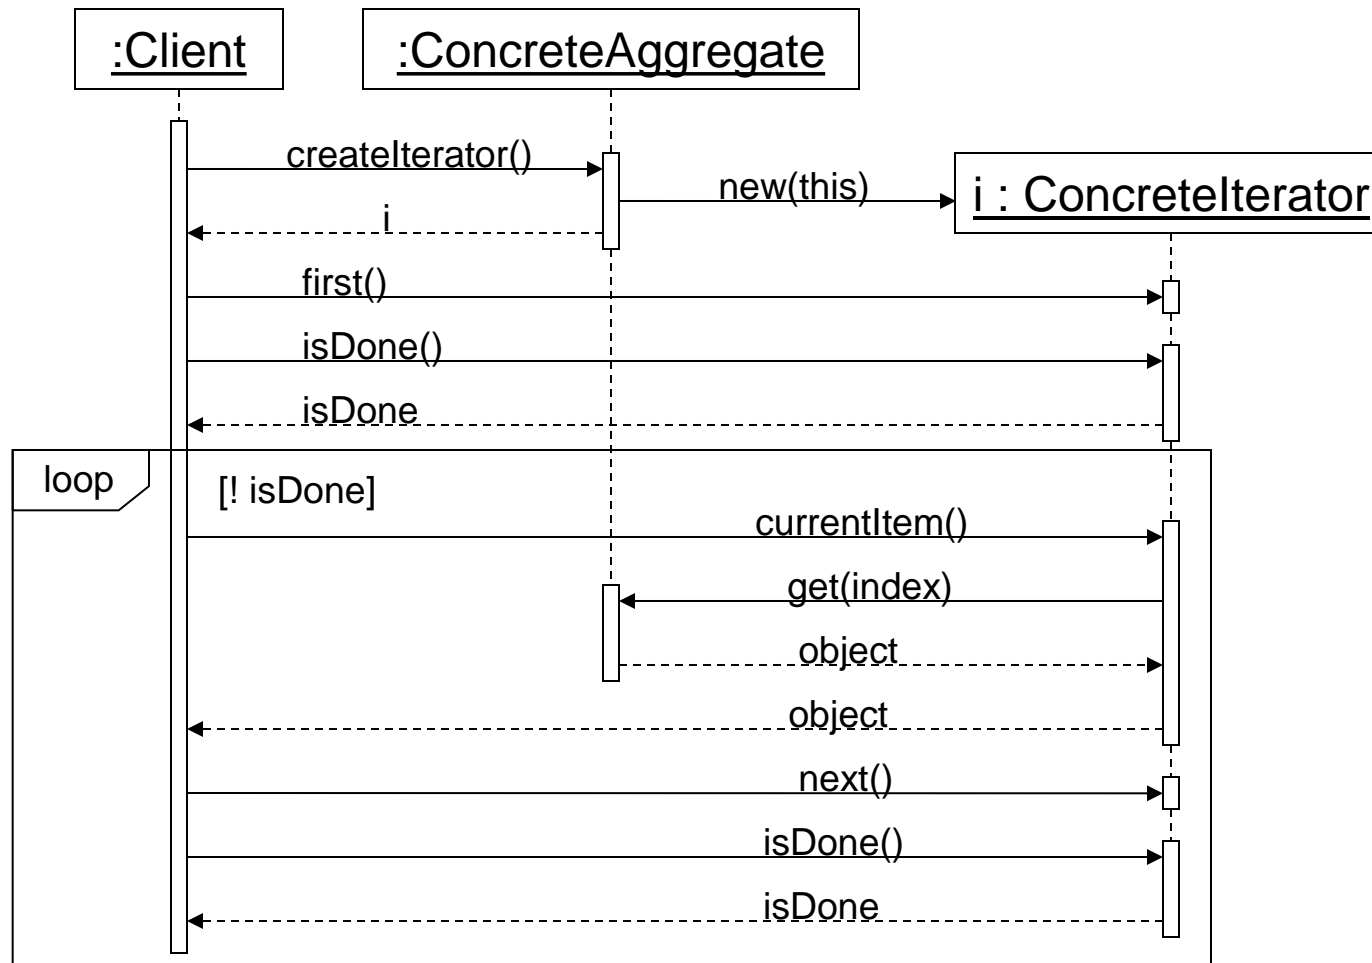 :Client
:ConcreteAggregate
createIterator()
new(this)
i : ConcreteIterator
i
first()
isDone()
isDone
loop
[! isDone]
currentItem()
get(index)
object
object
next()
isDone()
isDone